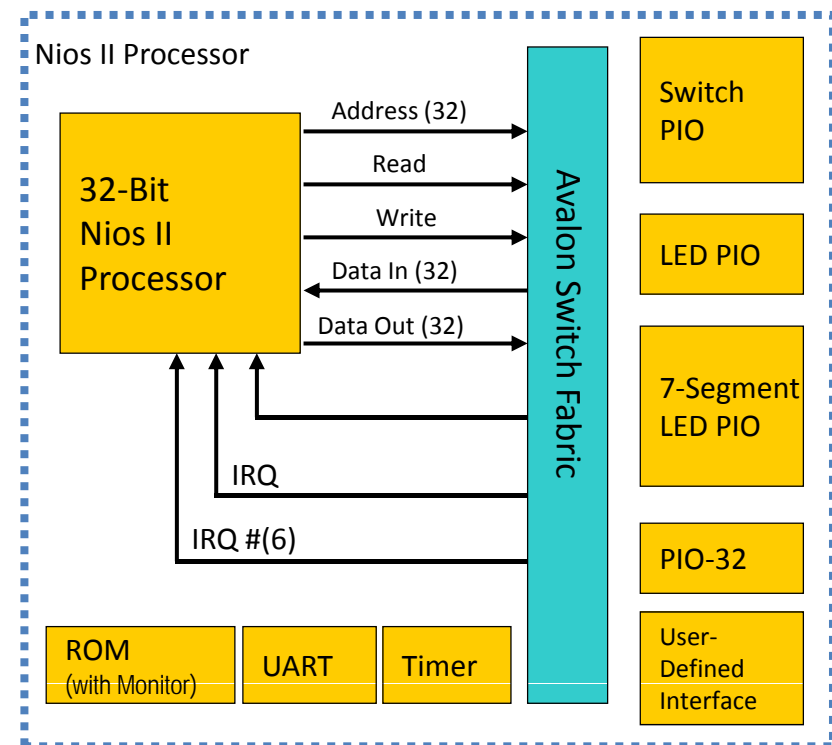 Nios II Processor
32-Bit
Nios II
Processor
Address (32)
Read
Write
Data In (32)
Data Out (32)
IRQ
IRQ #(6)
Avalon Switch Fabric
Switch
PIO
LED PIO
7-Segment
LED PIO
PIO-32
User-
Defined
Interface
ROM
(with Monitor)
UART
Timer